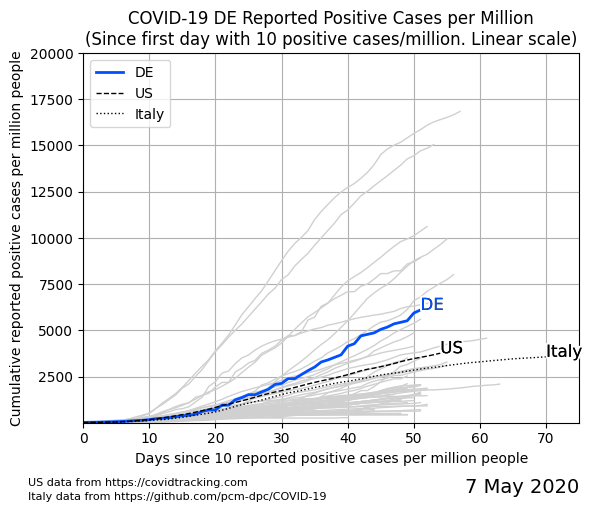 COVID-19 DE Reported Positive Cases per Million
(Since first day with 10 positive cases/million. Linear scale)
Cumulative reported positive cases per million people
20000
17500
15000
12500
10000
7500
5000
2500
DE
US
Italy
DE
US
Italy
0 10 20 30 40 50 60 70
Days since 10 reported positive cases per million people
US data from https://covidtracking.com
Italy data from https://github.com/pcm-dpc/COVID-19
7 May 2020